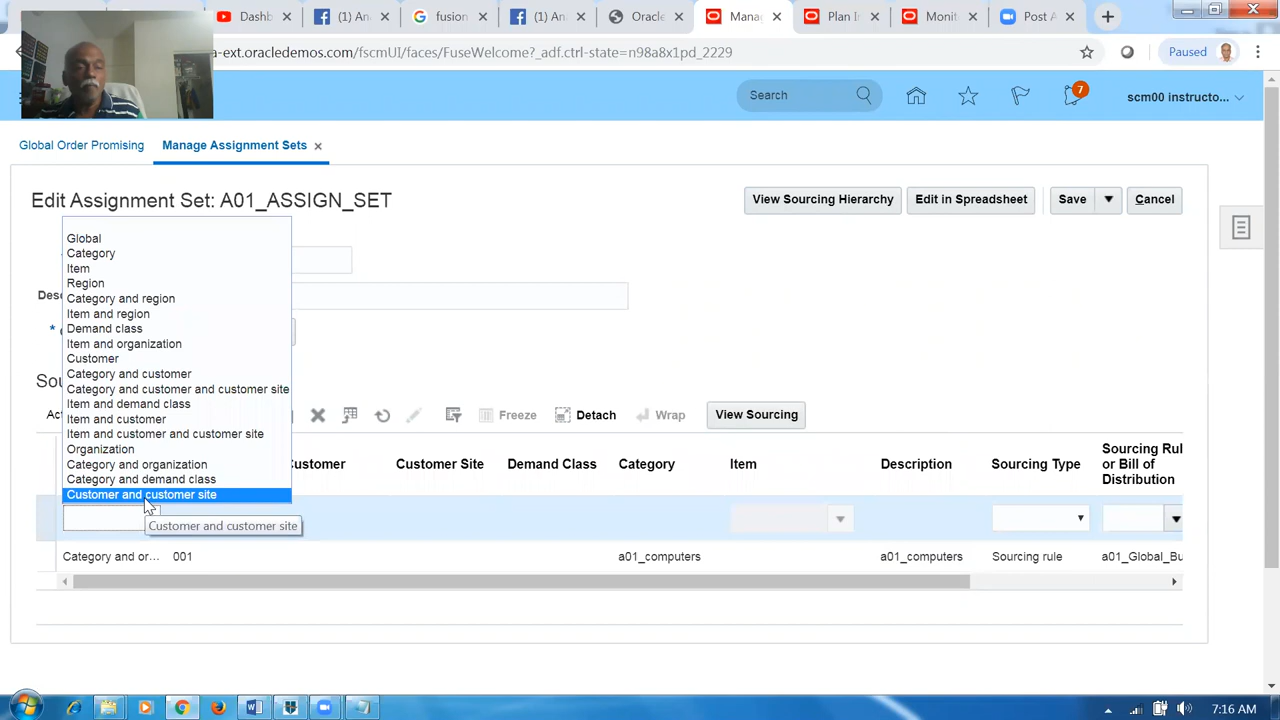 Dashb
(1) An
fusion
(1) A
Oracle
Mana
Plan I
Moni
Post A
a-ext.oracledemos.com/fscmUI/faces/FuseWelcome?_adf.ctrl-state=n98a8x1pd_2229
Paused
Search
7
scm00 instructo...
Global Order Promising
Manage Assignment Sets
Edit Assignment Set: A01_ASSIGN_SET
View Sourcing Hierarchy
Edit in Spreadsheet
Save
Cancel
Global
Category
Item
Region
Category and region
Item and region
Demand class
Item and organization
Customer
Category and customer
Category and customer and customer site
Item and demand class
Item and customer
Item and customer and customer site
Organization
Category and organization
Category and demand class
Customer and customer site
Customer and customer site
Des
*
Sou
Act
Freeze
Detach
Wrap
View Sourcing
Customer
Customer Site
Demand Class
Category
Item
Description
Sourcing Type
Sourcing Rul
or Bill of
Distribution
Category and or...
001
a01_computers
a01_computers
Sourcing rule
a01_Global_Bu
7:16 AM